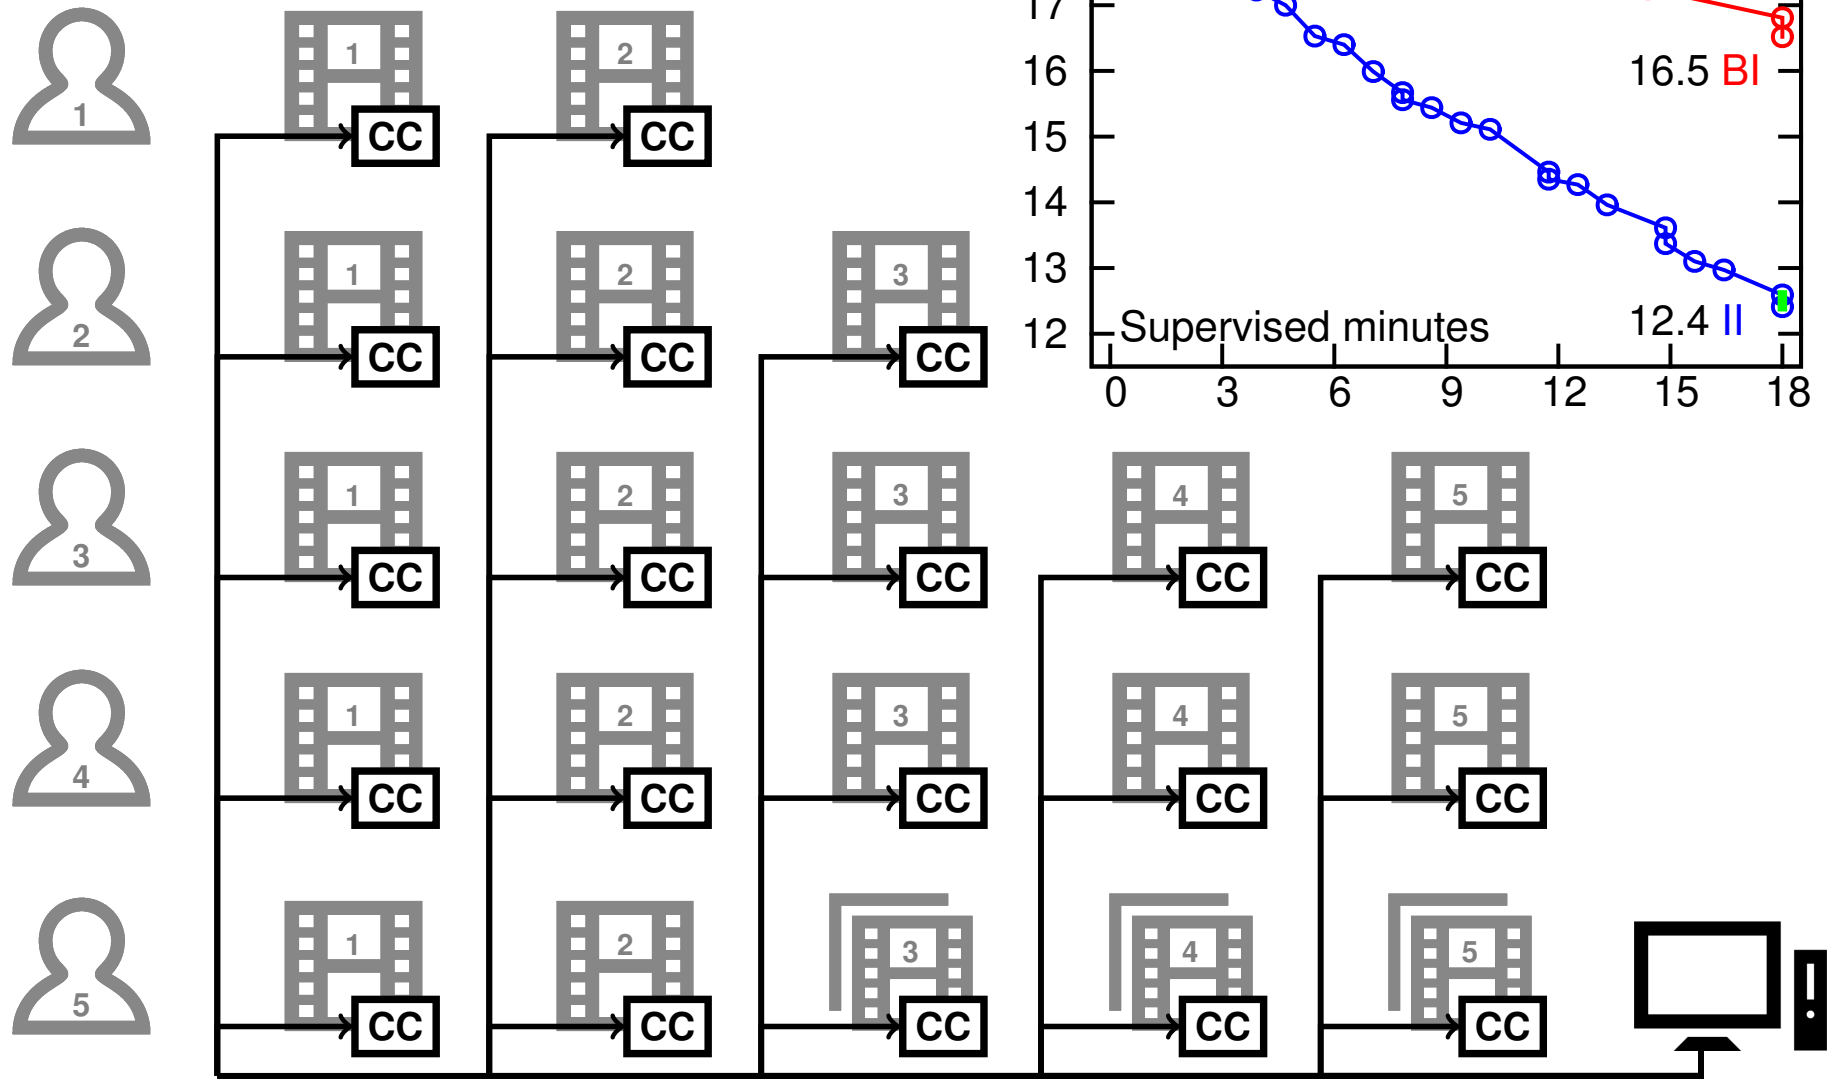 1 1 CC 2 CC
2 1 CC 2 CC 3 CC
3 1 CC 2 CC 3 CC 4 CC 5 CC
4 1 CC 2 CC 3 CC 4 CC 5 CC
5 1 CC 2 CC 3 CC 4 CC 5 CC
17
16
15
14
13
12
16.5 BI
12.4 II
Supervised minutes
0 3 6 9 12 15 18